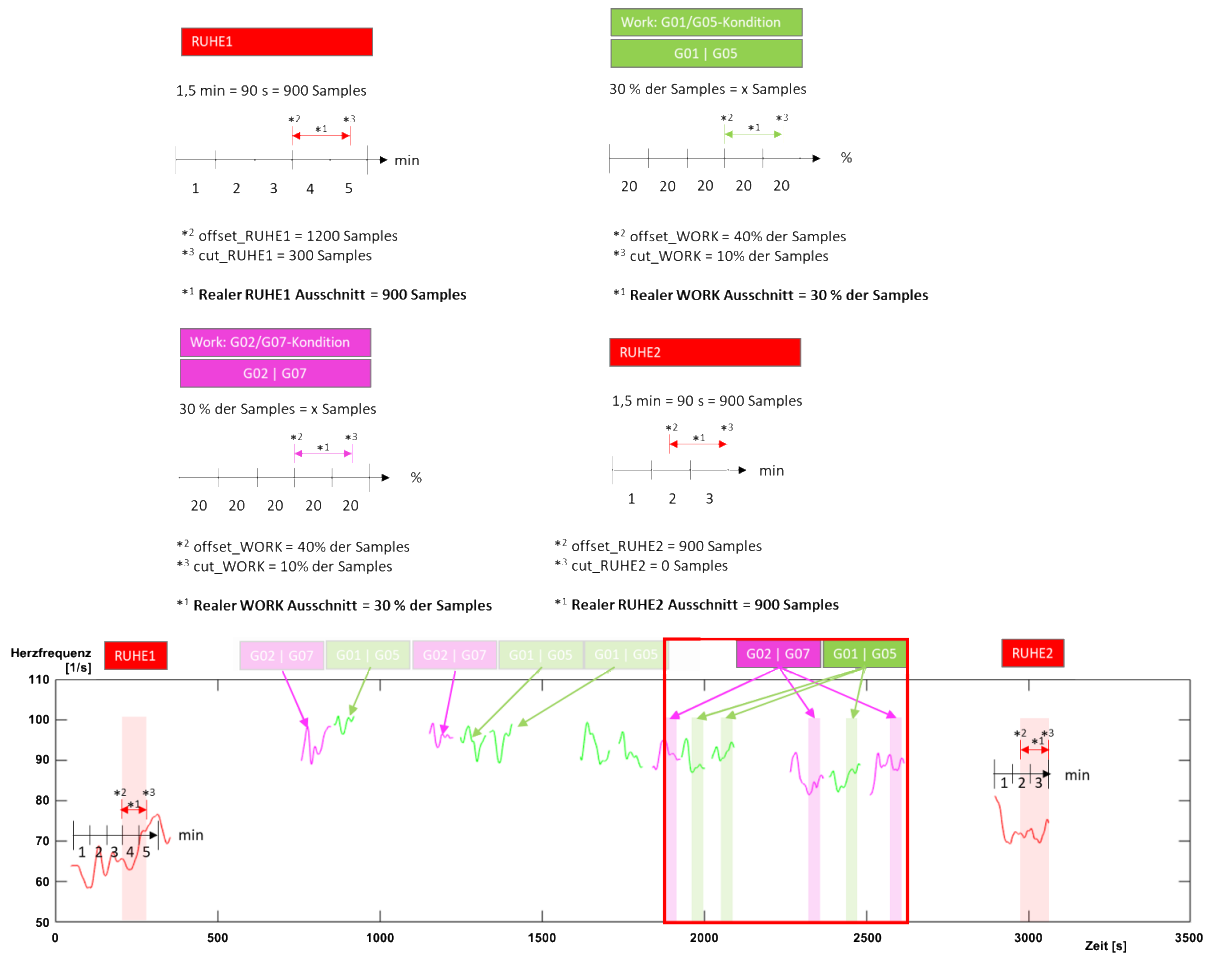 RUHE1
1,5 min = 90 s = 900 Samples
*2 *1 *3
min
1 2 3 4 5
*2 offset_RUHE1 = 1200 Samples
*3 cut_RUHE1 = 300 Samples
*1 Realer RUHE1 Ausschnitt = 900 Samples
Work: G01/G05-Kondition
G01 | G05
30 % der Samples = x Samples
*2 *1 *3
%
20 20 20 20 20
*2 offset_WORK = 40% der Samples
*3 cut_WORK = 10% der Samples
*1 Realer WORK Ausschnitt = 30 % der Samples
Work: G02/G07-Kondition
G02 | G07
30 % der Samples = x Samples
*2 *1 *3
%
20 20 20 20 20
*2 offset_WORK = 40% der Samples
*3 cut_WORK = 10% der Samples
*1 Realer WORK Ausschnitt = 30 % der Samples
RUHE2
1,5 min = 90 s = 900 Samples
*2 *1 *3
min
1 2 3
*2 offset_RUHE2 = 900 Samples
*3 cut_RUHE2 = 0 Samples
*1 Realer RUHE2 Ausschnitt = 900 Samples
Herzfrequenz
[1/s]
RUHE1 G02 | G07 G01 | G05 G02 | G07 G01 | G05 G01 | G05 G02 | G07 G01 | G05 RUHE2
110
100
90
80
70
60
50
*2 *1 *3
min
1 2 3 4 5
*2 *1 *3
min
1 2 3
0 500 1000 1500 2000 2500 3000 3500
Zeit [s]